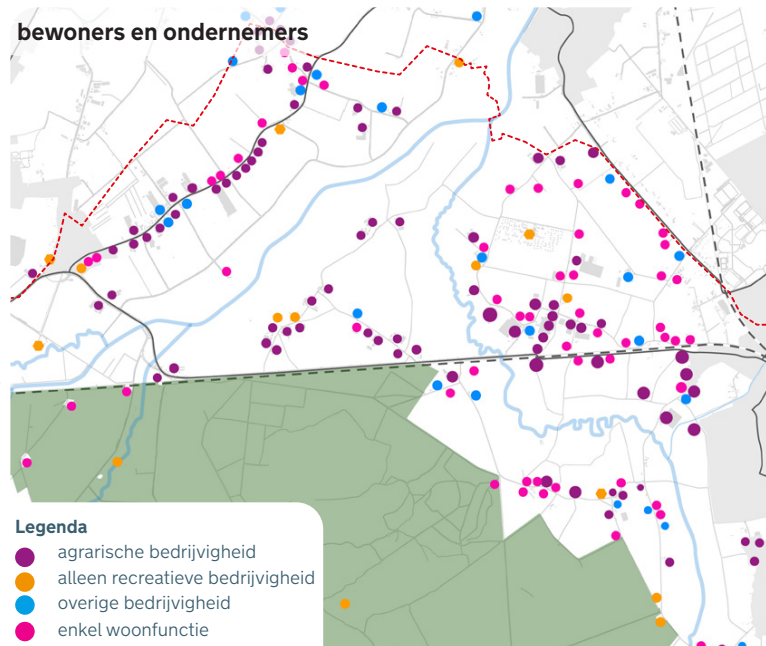 bewoners en ondernemers
Legenda
agrarische bedrijvigheid
alleen recreatieve bedrijvigheid
overige bedrijvigheid
enkel woonfunctie